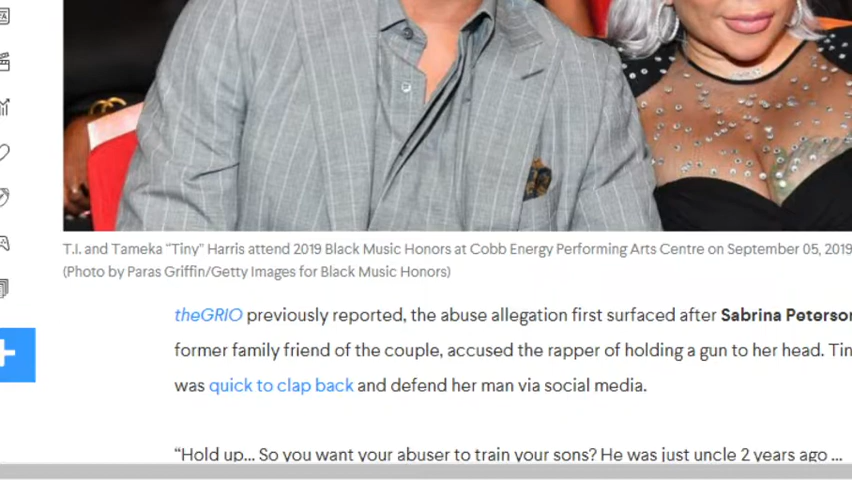 T.I. and Tameka "Tiny" Harris attend 2019 Black Music Honors at Cobb Energy Performing Arts Centre on September 05, 2019
(Photo by Paras Griffin/Getty Images for Black Music Honors)
theGRIO previously reported, the abuse allegation first surfaced after Sabrina Peterson
former family friend of the couple, accused the rapper of holding a gun to her head. Tin
was quick to clap back and defend her man via social media.
“Hold up… So you want your abuser to train your sons? He was just uncle 2 years ago …